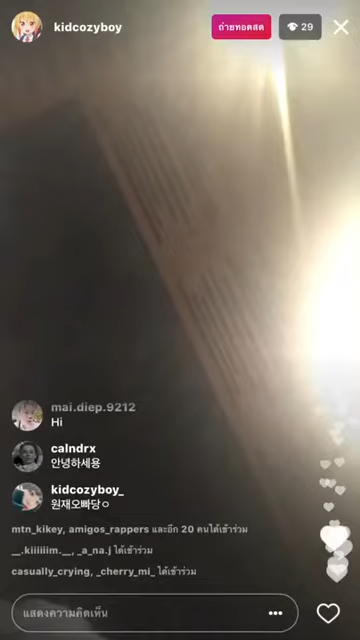 kidcozyboy
ถ่ายทอดสด
29
mai.diep.9212
Hi
calndrx
안녕하세용
kidcozyboy_
원재오빠당ㅇ
mtn_kikey, amigos_rappers และอีก 20 คนได้เข้าร่วม
__.kiiiiiim.__, _a_na.j ได้เข้าร่วม
casually_crying, _cherry_mi_ ได้เข้าร่วม
แสดงความคิดเห็น